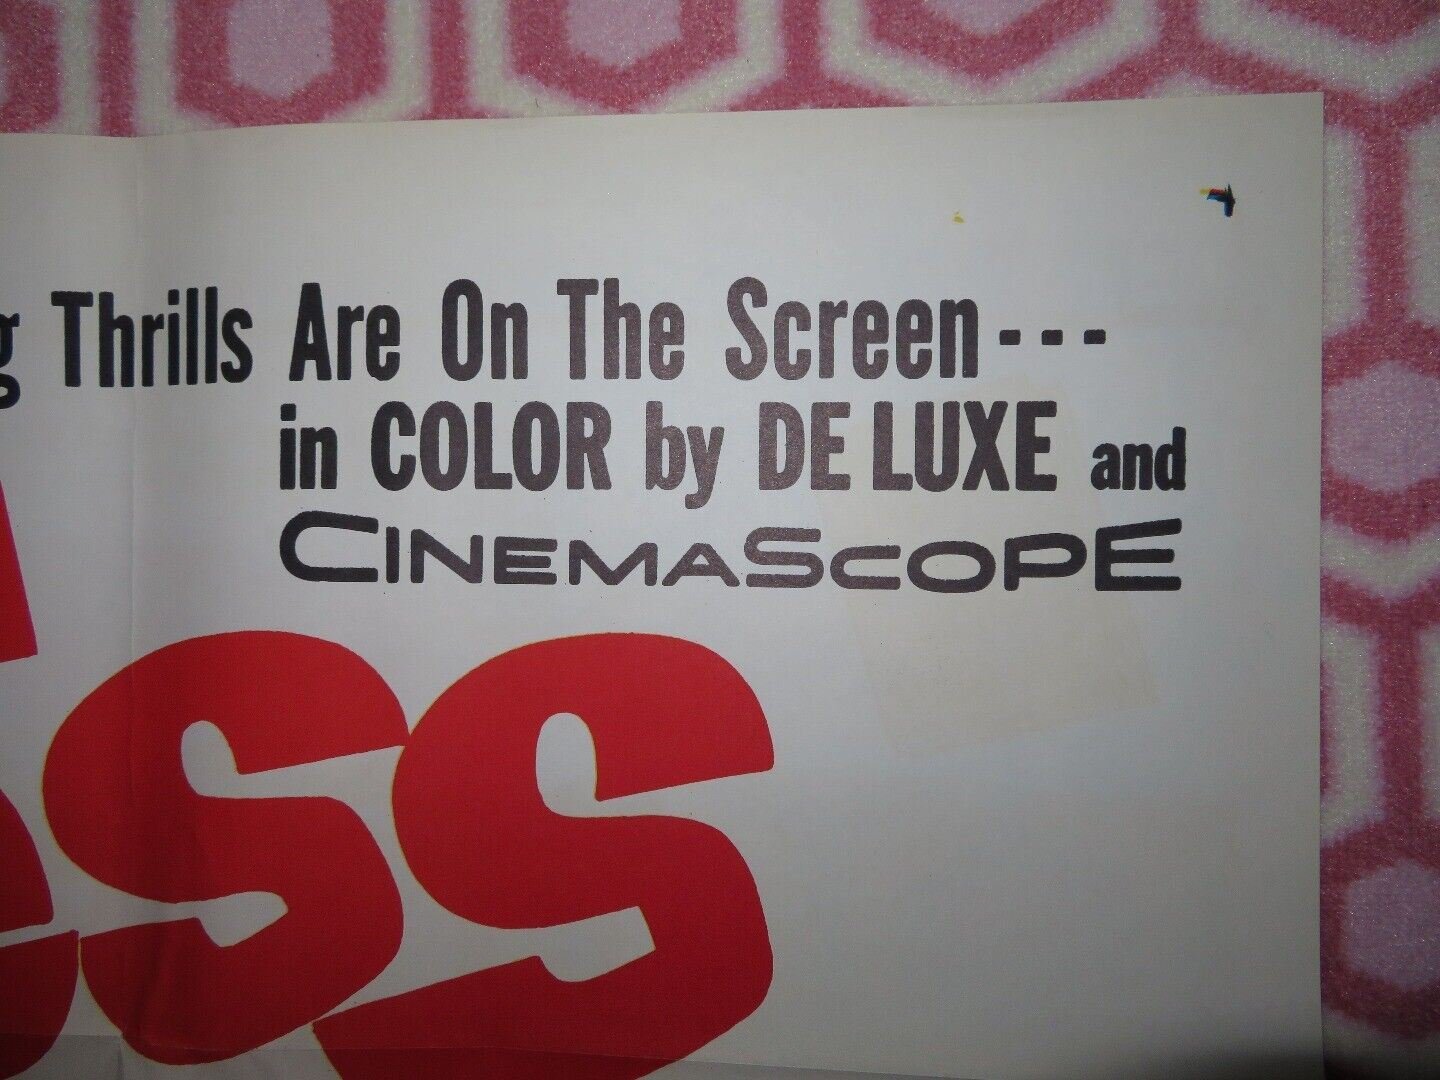 Thrills Are On The Screen---
in COLOR by DE LUXE and
CINEMASCOPE
SS